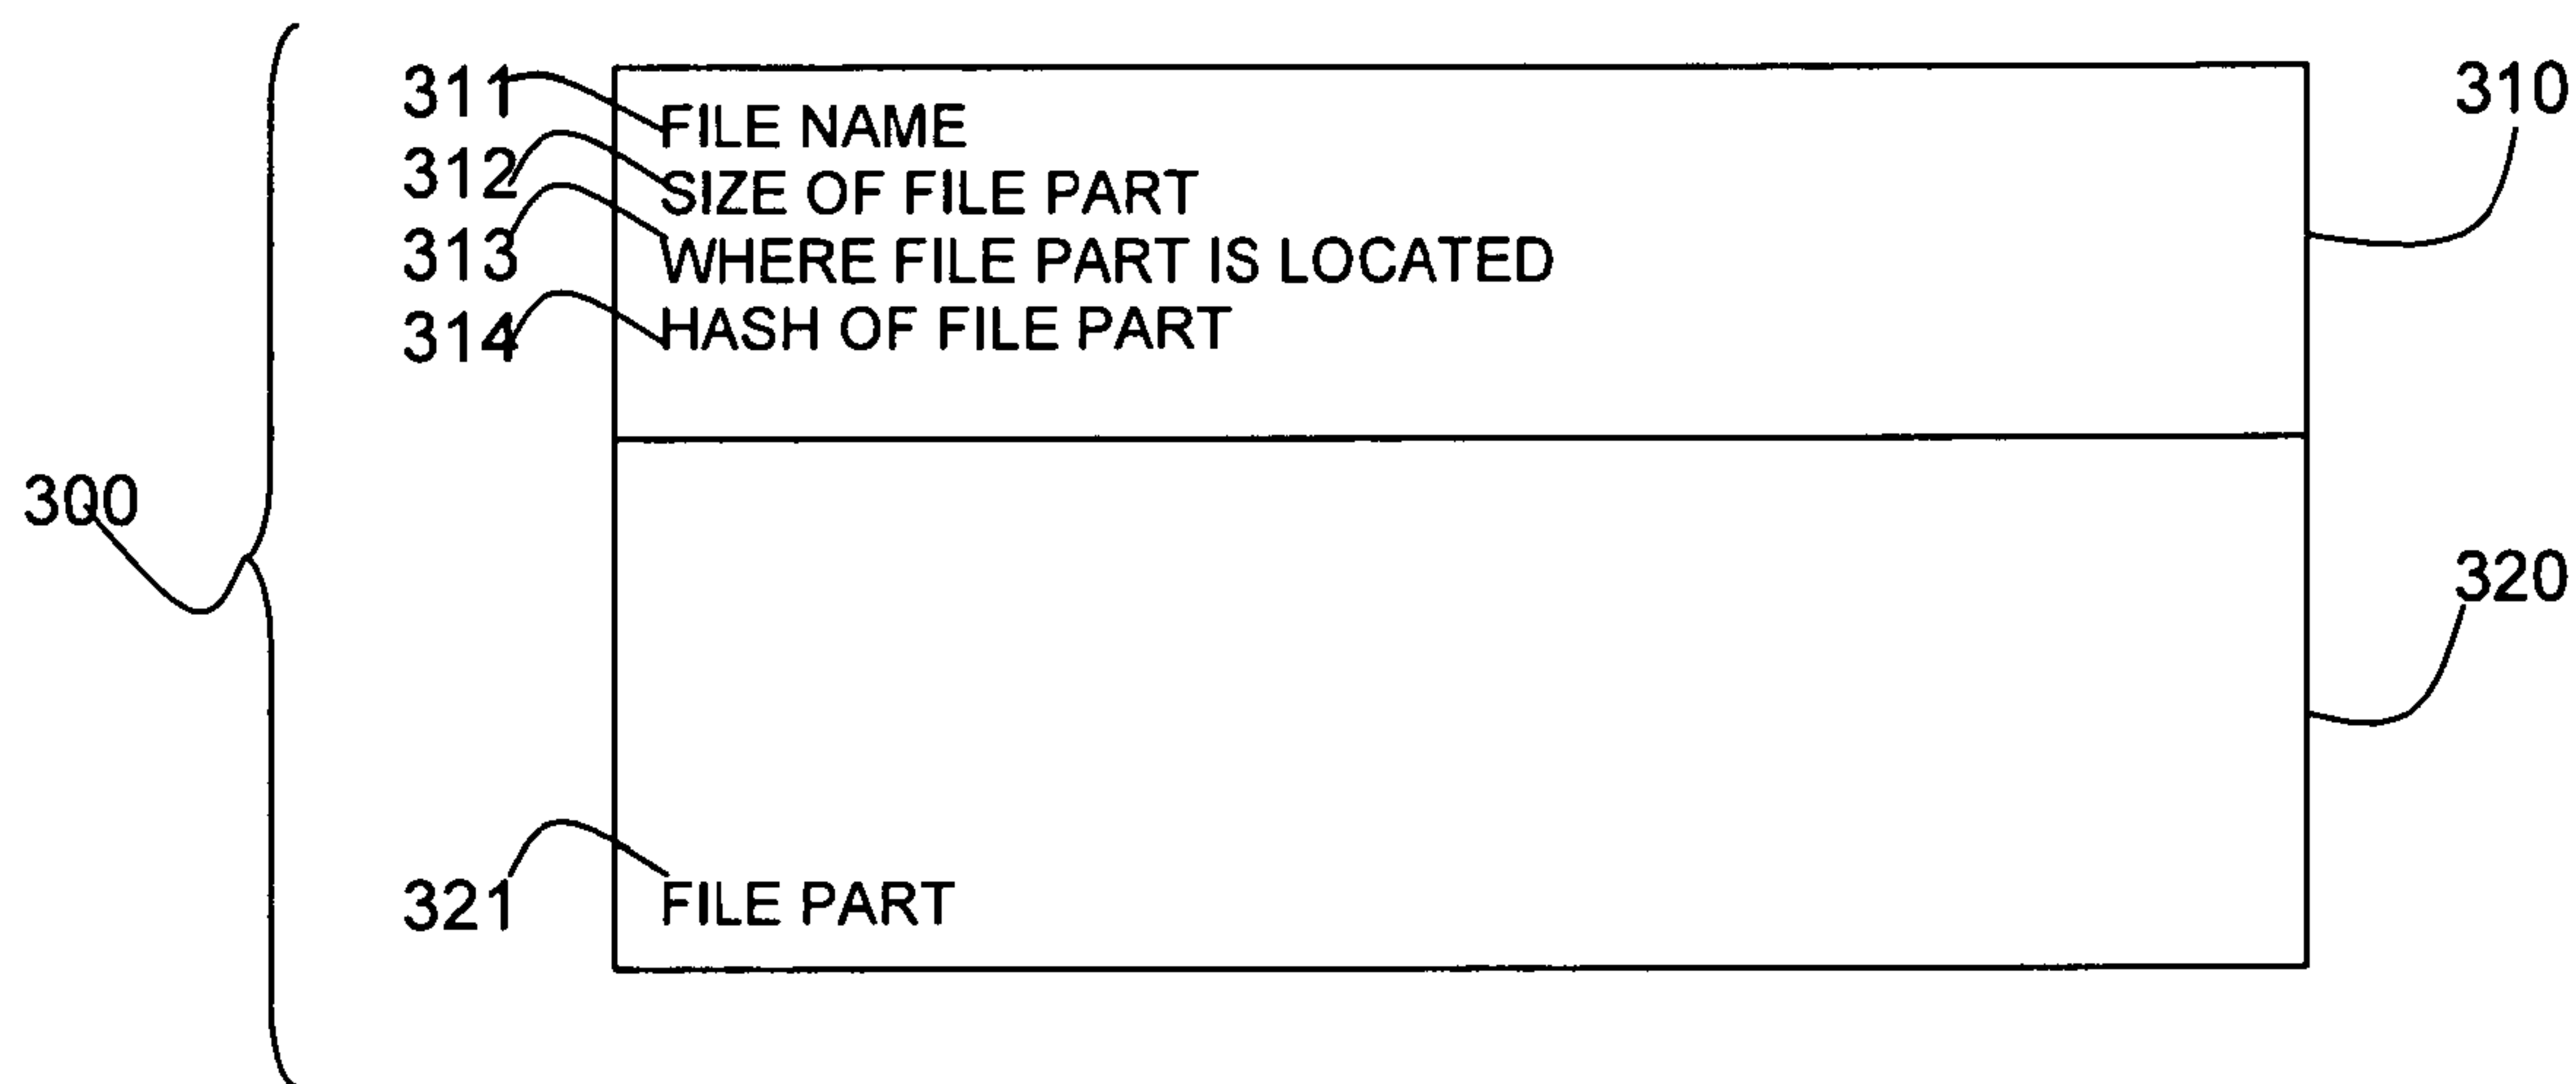 311 FILE NAME 310
312 SIZE OF FILE PART
313 WHERE FILE PART IS LOCATED
314 HASH OF FILE PART
300
320
321 FILE PART